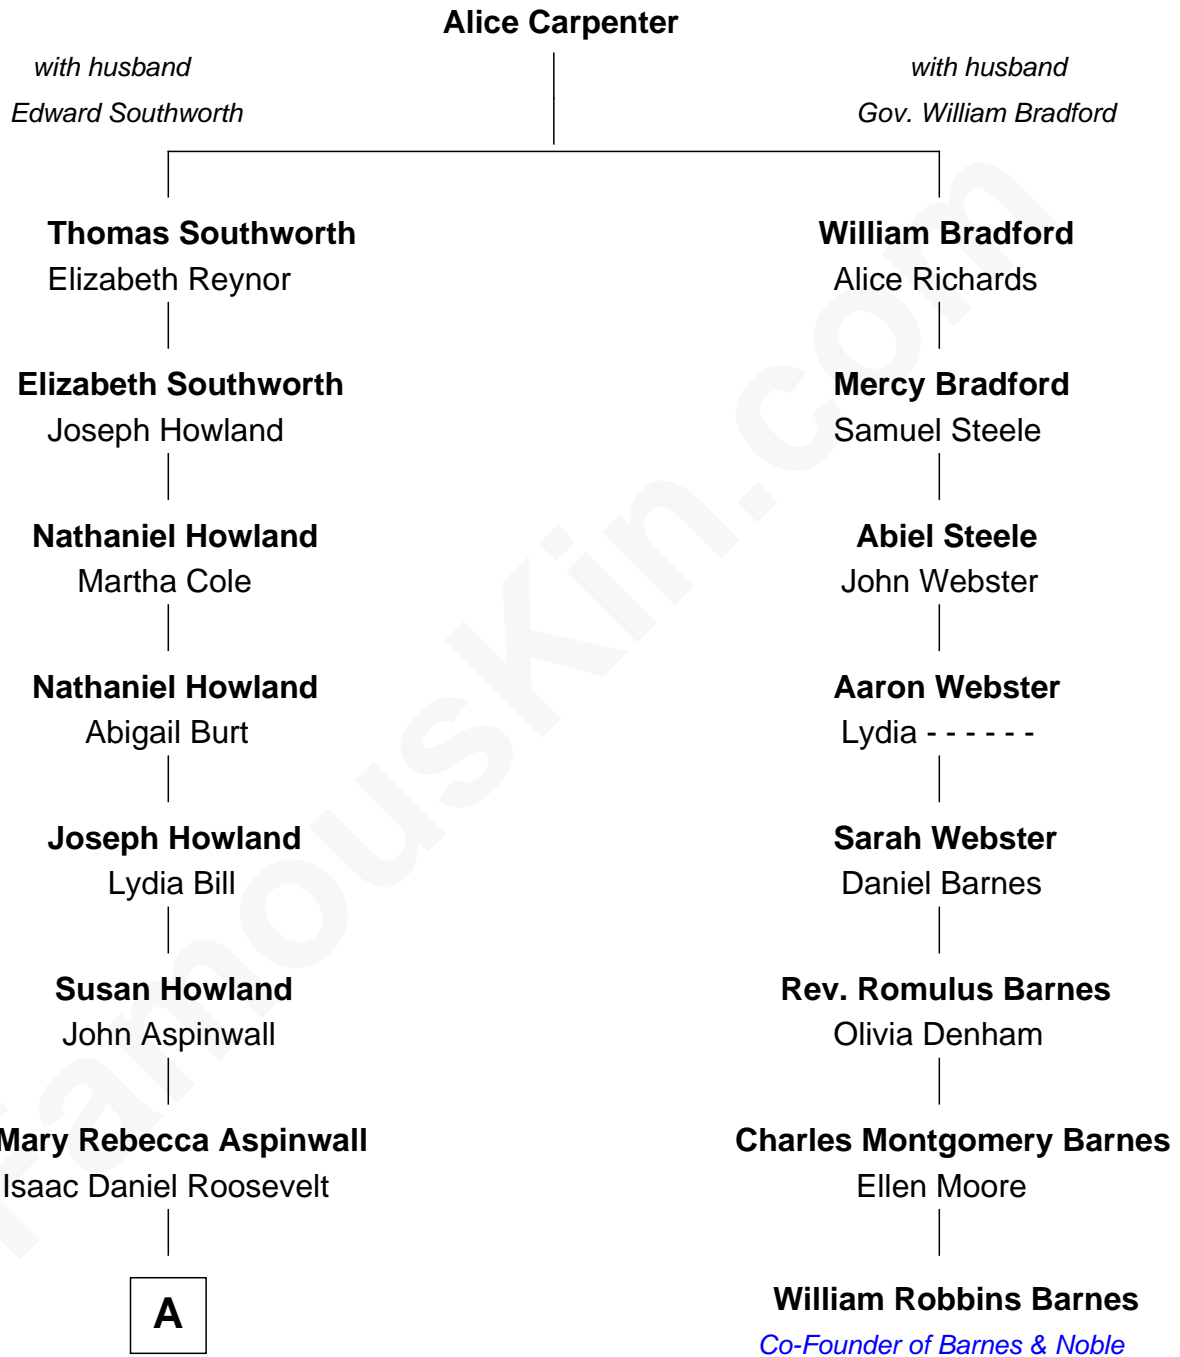 Alice Carpenter
with husband
Edward Southworth
with husband
Gov. William Bradford
Thomas Southworth
Elizabeth Reynor
Elizabeth Southworth
Joseph Howland
Nathaniel Howland
Martha Cole
Nathaniel Howland
Abigail Burt
Joseph Howland
Lydia Bill
Susan Howland
John Aspinwall
Mary Rebecca Aspinwall
Isaac Daniel Roosevelt
A
William Bradford
Alice Richards
Mercy Bradford
Samuel Steele
Abiel Steele
John Webster
Aaron Webster
Lydia - - - - - -
Sarah Webster
Daniel Barnes
Rev. Romulus Barnes
Olivia Denham
Charles Montgomery Barnes
Ellen Moore
William Robbins Barnes
Co-Founder of Barnes & Noble
famouskin.com